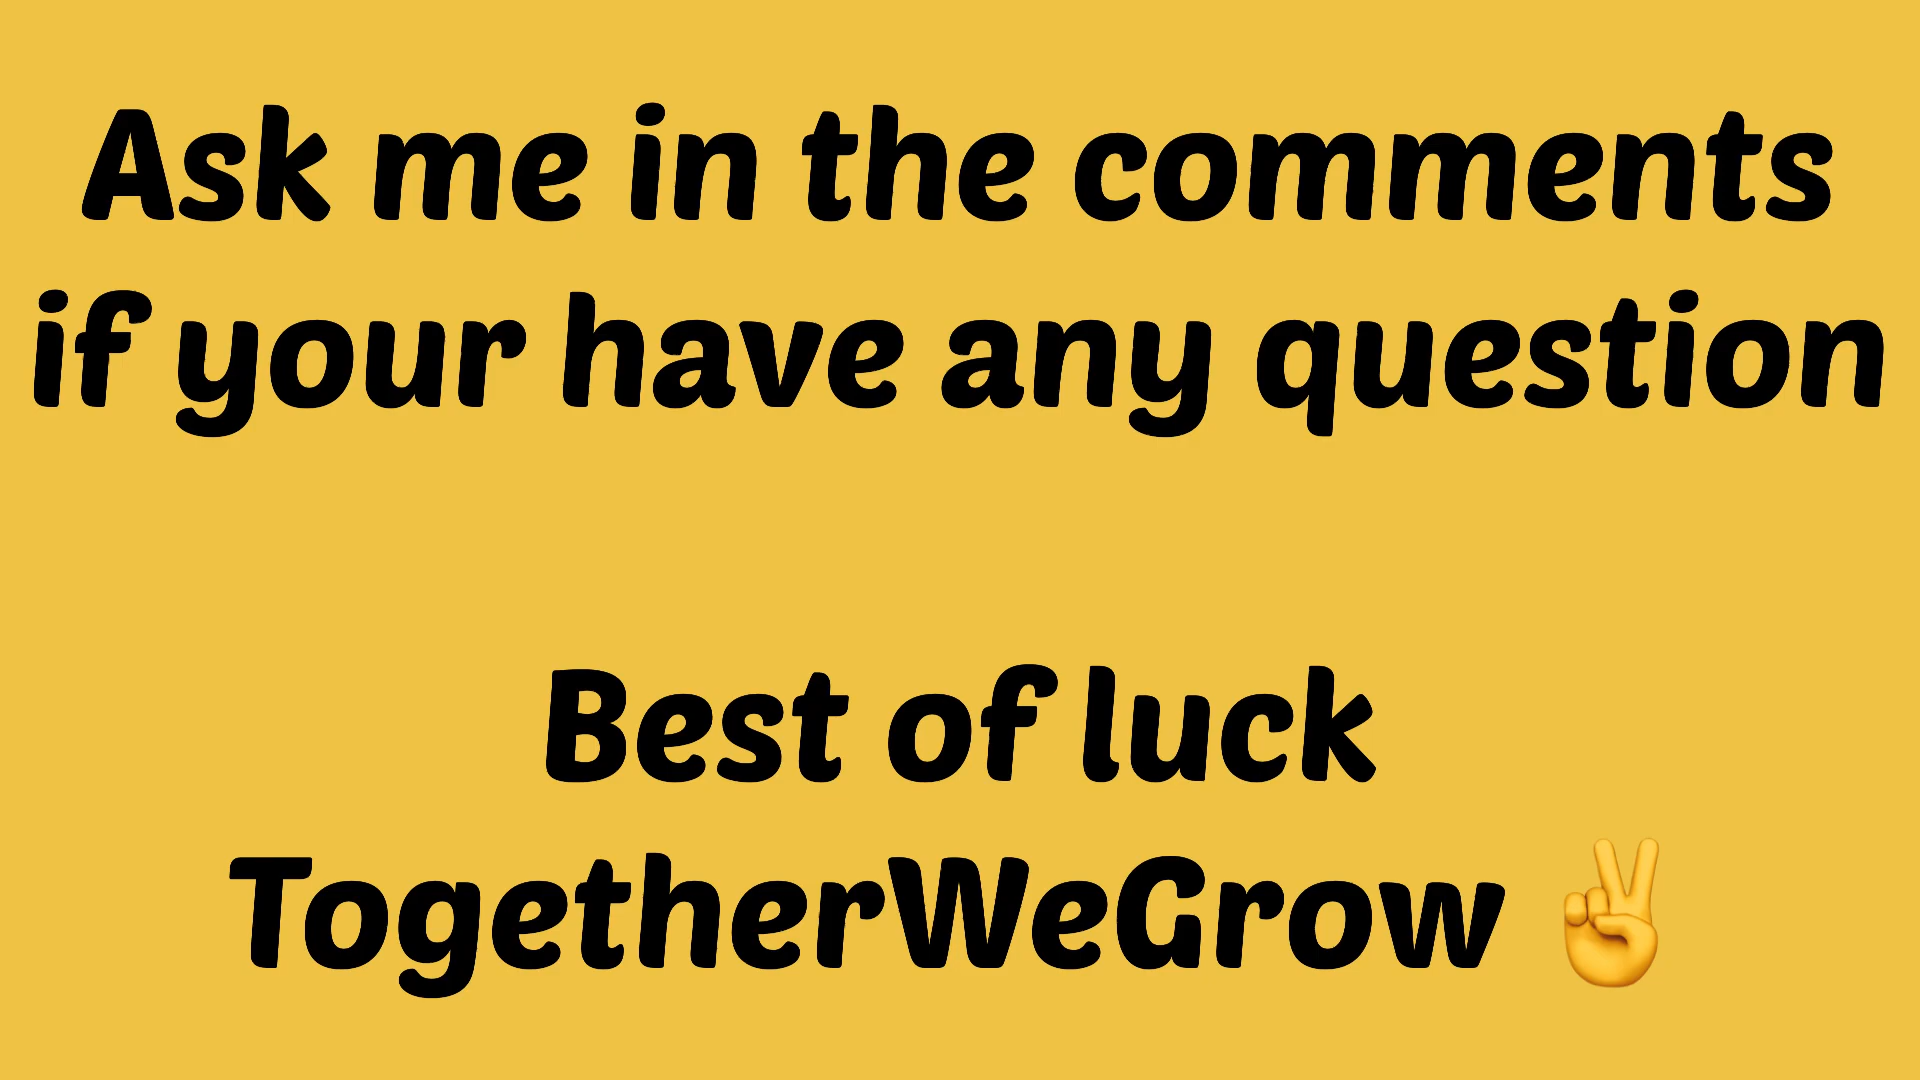 Ask me in the comments
if your have any question
Best of luck
TogetherWeGrow ✌️